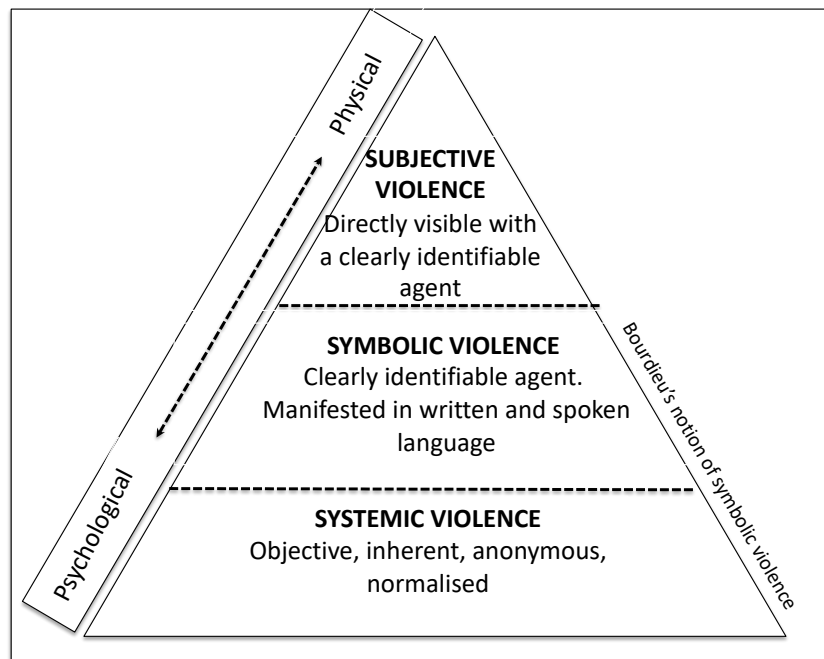 Physical
Psychological
SUBJECTIVE
VIOLENCE
Directly visible with
a clearly identifiable
agent
SYMBOLIC VIOLENCE
Clearly identifiable agent.
Manifested in written and spoken
language
SYSTEMIC VIOLENCE
Objective, inherent, anonymous,
normalised
Bourdieu's notion of symbolic violence